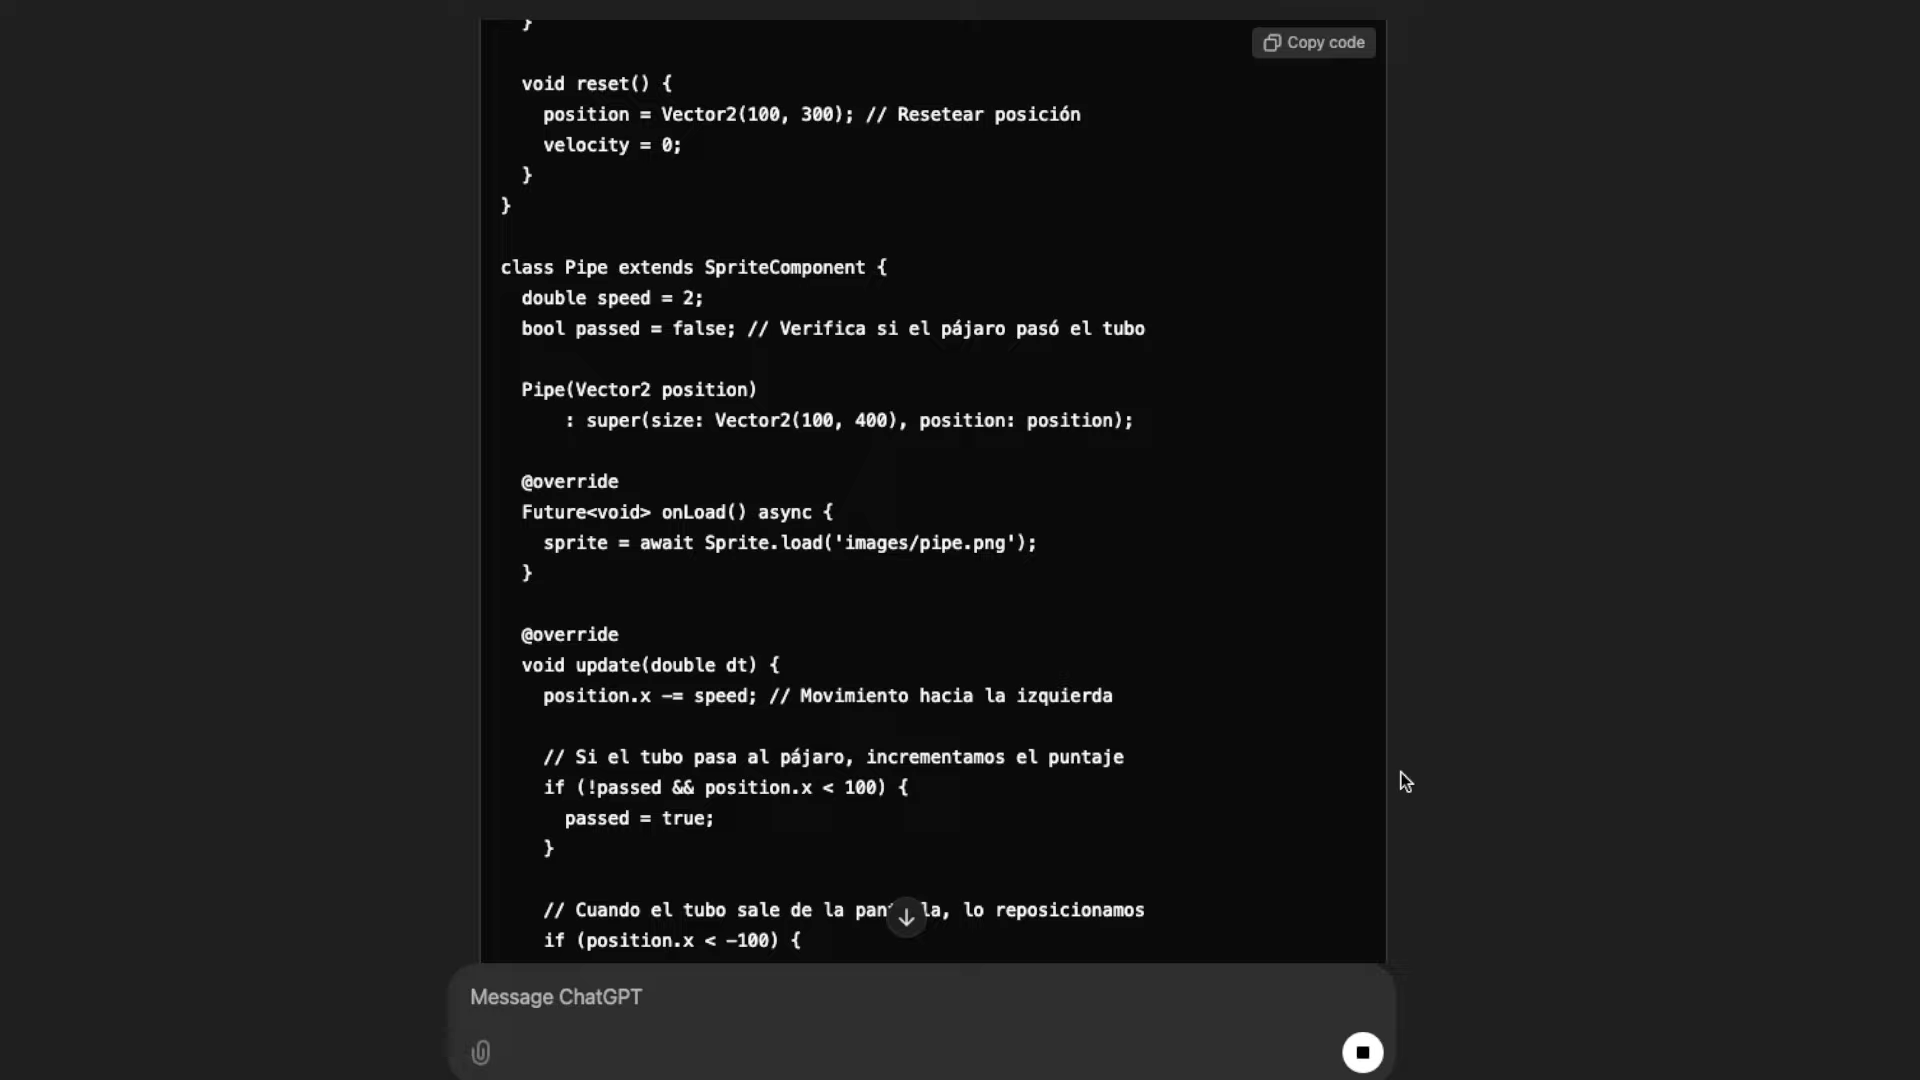 }
Copy code
void reset() {
position = Vector2(100, 300); // Resetear posición
velocity = 0;
}
}
class Pipe extends SpriteComponent {
double speed = 2;
bool passed = false; // Verifica si el pájaro pasó el tubo
Pipe(Vector2 position)
: super(size: Vector2(100, 400), position: position);
@override
Future<void> onLoad() async {
sprite = await Sprite.load('images/pipe.png');
}
@override
void update(double dt) {
position.x -= speed; // Movimiento hacia la izquierda
// Si el tubo pasa al pájaro, incrementamos el puntaje
if (!passed && position.x < 100) {
passed = true;
}
// Cuando el tubo sale de la la, lo reposicionamos
if (position.x < -100) {
Message ChatGPT